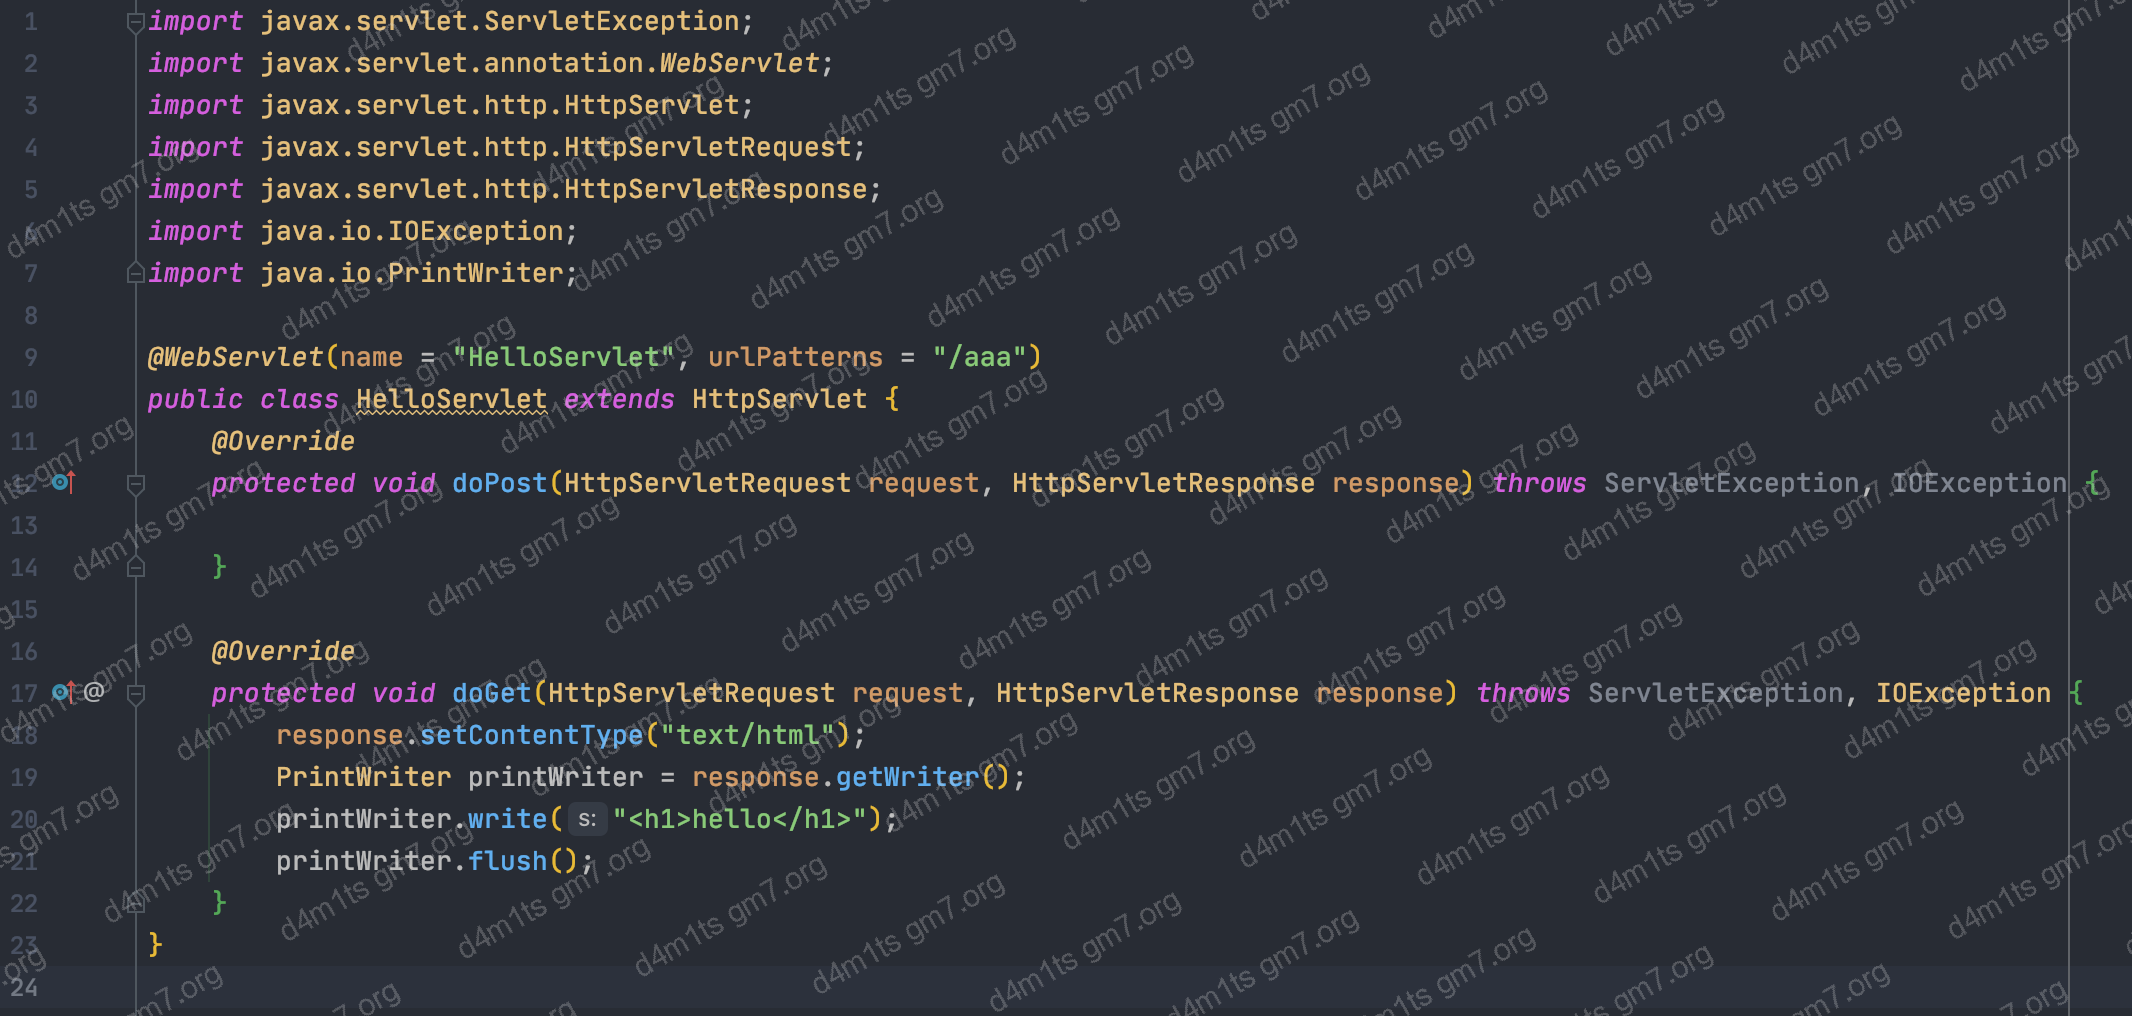 1 import javax.servlet.ServletException;
2 import javax.servlet.annotation.WebServlet;
3 import javax.servlet.http.HttpServlet;
4 import javax.servlet.http.HttpServletRequest;
5 import javax.servlet.http.HttpServletResponse;
6 import java.io.IOException;
7 import java.io.PrintWriter;
8
9 @WebServlet(name = "HelloServlet", urlPatterns = "/aaa")
10 public class HelloServlet extends HttpServlet {
11     @Override
12     protected void doPost(HttpServletRequest request, HttpServletResponse response) throws ServletException, IOException {
13
14     }
15
16     @Override
17 @     protected void doGet(HttpServletRequest request, HttpServletResponse response) throws ServletException, IOException {
18         response.setContentType("text/html");
19         PrintWriter printWriter = response.getWriter();
20         printWriter.write( s: "<h1>hello</h1>");
21         printWriter.flush();
22     }
23 }
24
d4m1ts gm7.org